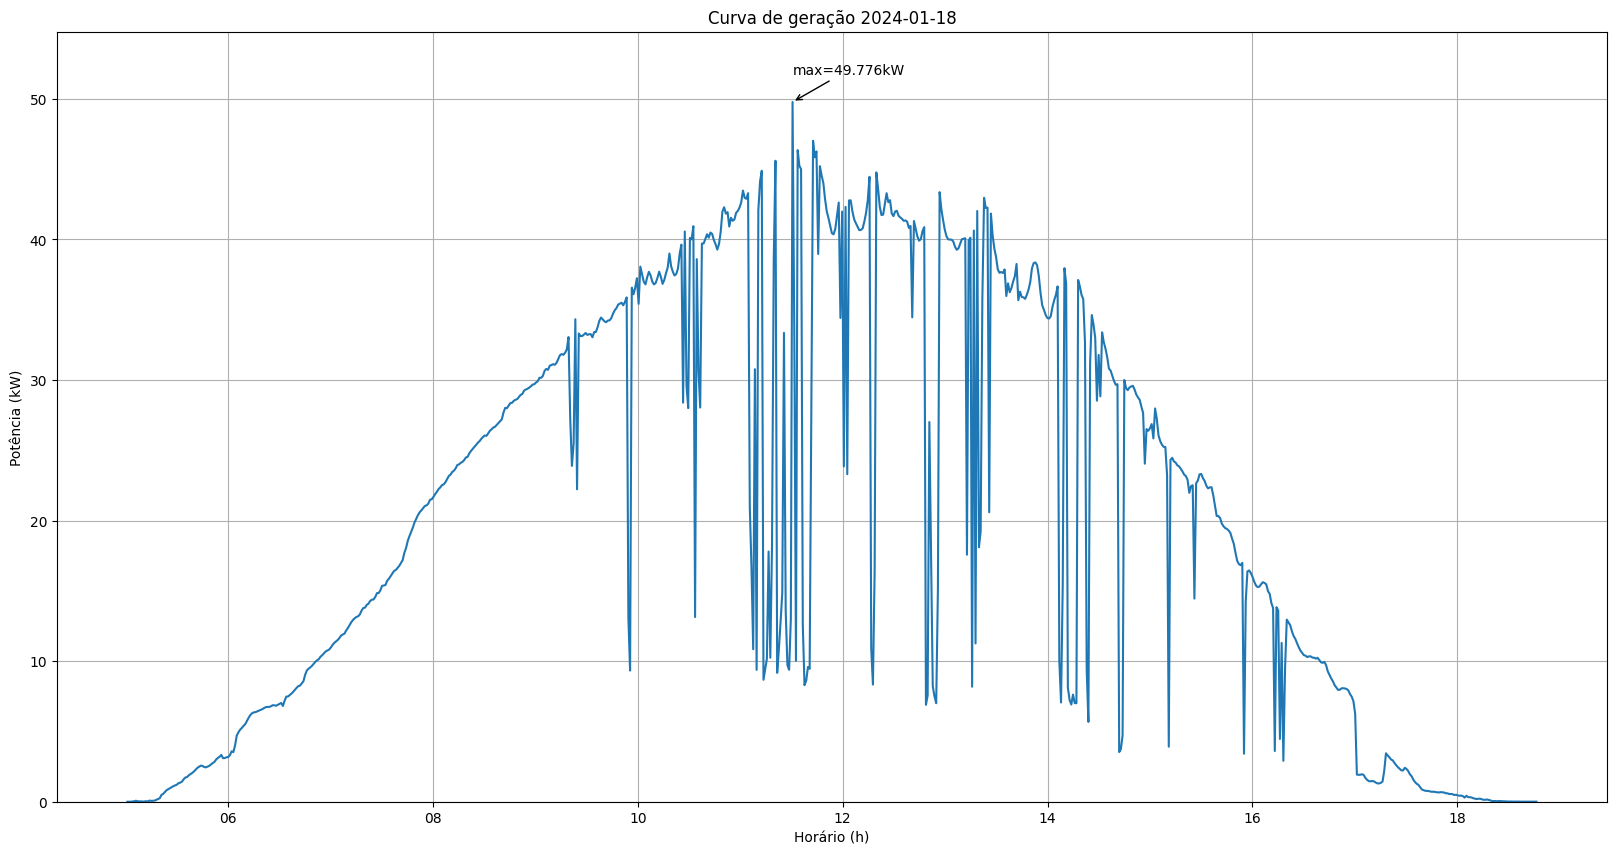 Curva de geração 2024-01-18
max=49.776kW
50
40
30
20
10
0
Potência (kW)
06 08 10 12 14 16 18
Horário (h)